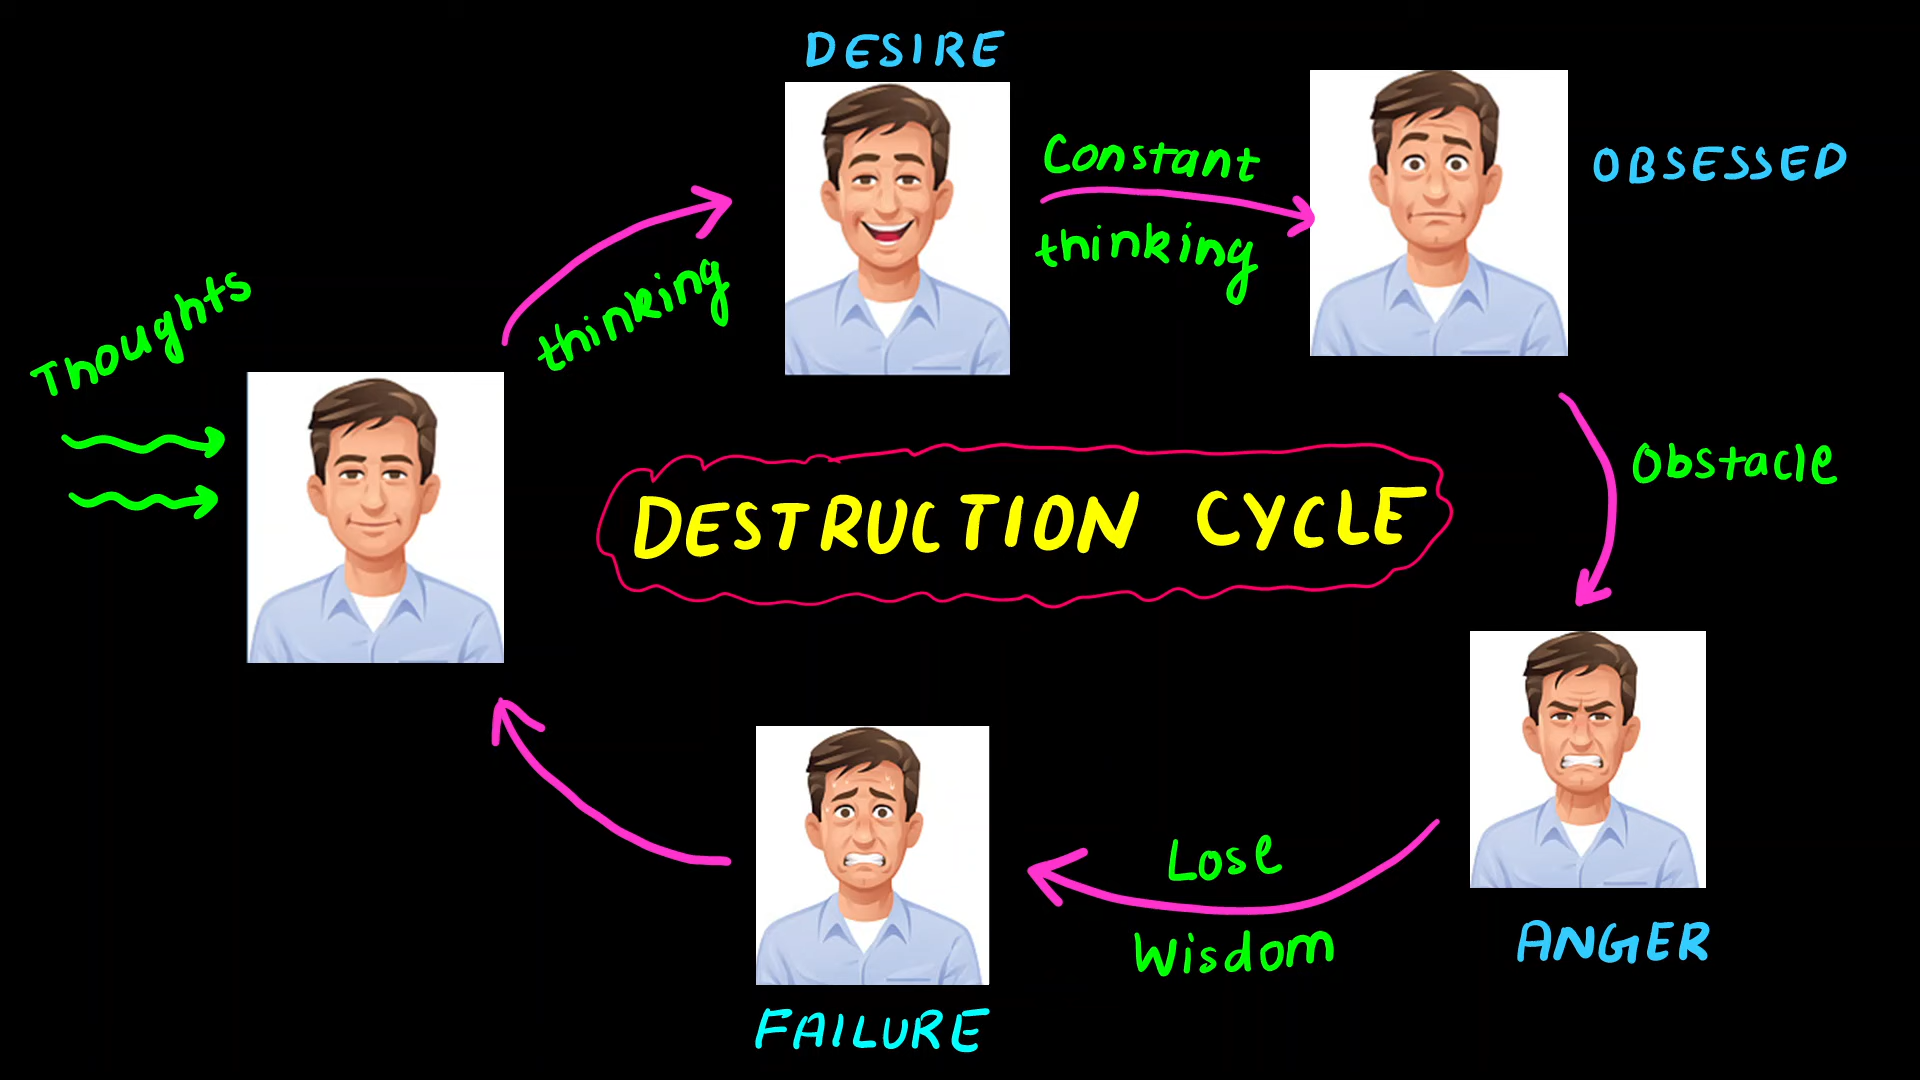 DESIRE
Constant
thinking
OBSESSED
Thoughts
thinking
Obstacle
DESTRUCTION CYCLE
Lose
Wisdom
ANGER
FAILURE